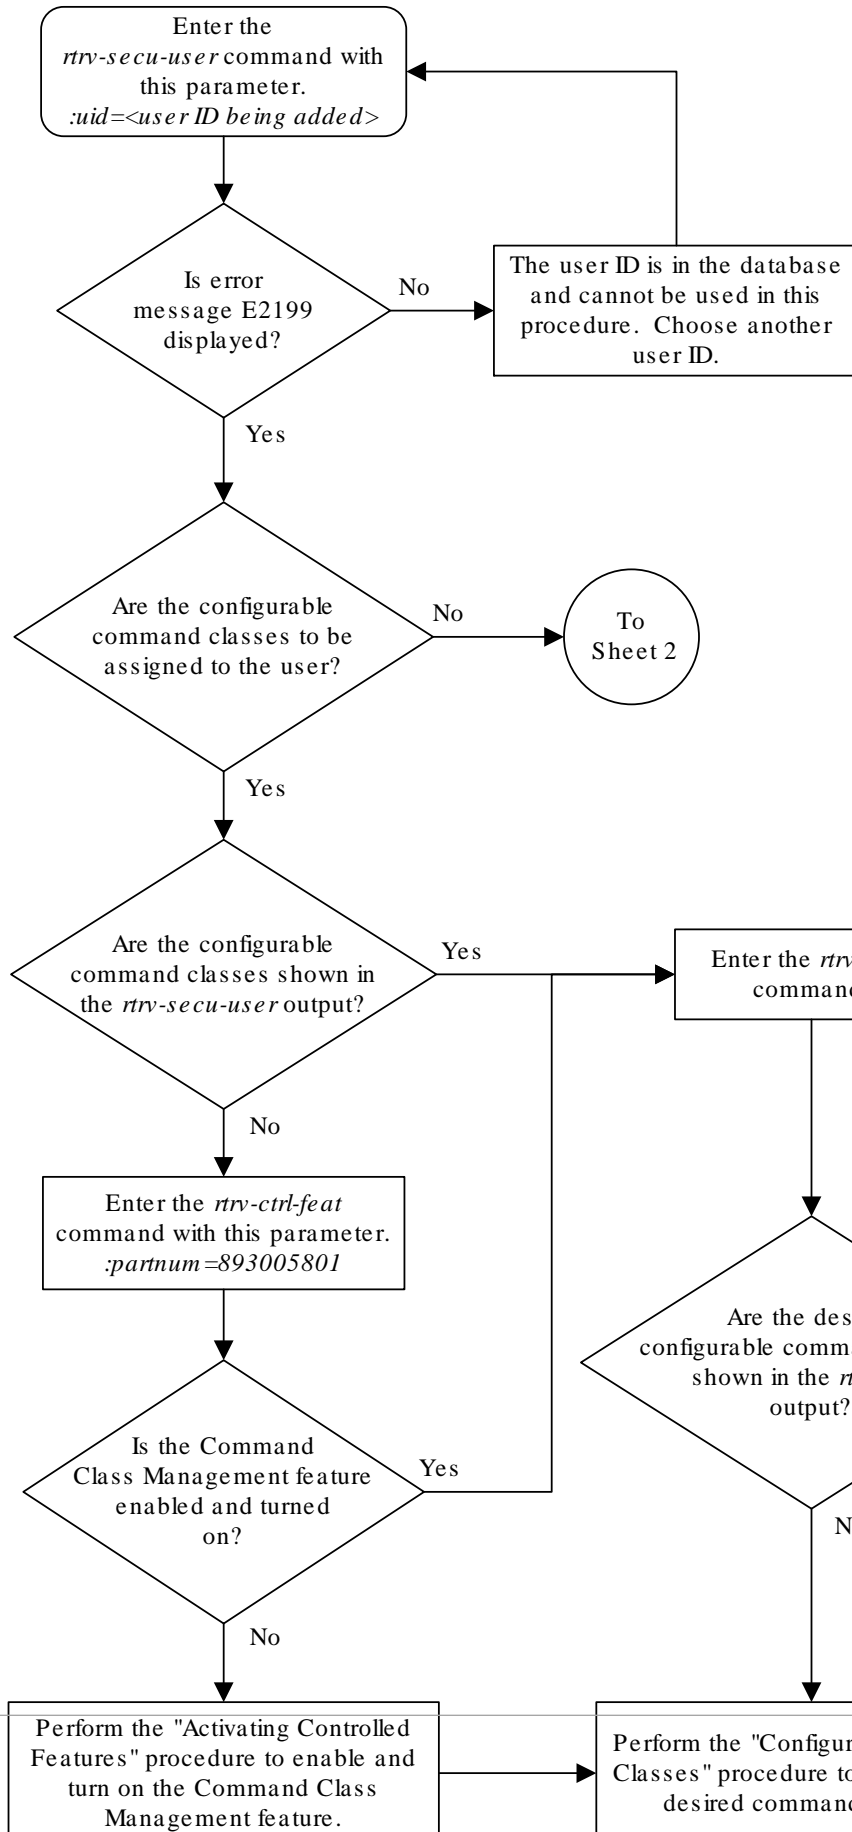 Enter the
rtrv-secu-user command with
this parameter.
:uid=<user ID being added>
Is error
message E2199
displayed?
No
The user ID is in the database
and cannot be used in this
procedure. Choose another
user ID.
Yes
Are the configurable
command classes to be
assigned to the user?
No
To
Sheet 2
Yes
Are the configurable
command classes shown in
the rtrv-secu-user output?
Yes
Enter the
command
No
Enter the rtrv-ctrl-feat
command with this parameter.
:partnum=893005801
Are the
configurable
shown in the
output?
Is the Command
Class Management feature
enabled and turned
on?
Yes
No
Perform the "Activating Controlled
Features" procedure to enable and
turn on the Command Class
Management feature.
Perform the
Classes" procedure to
desired